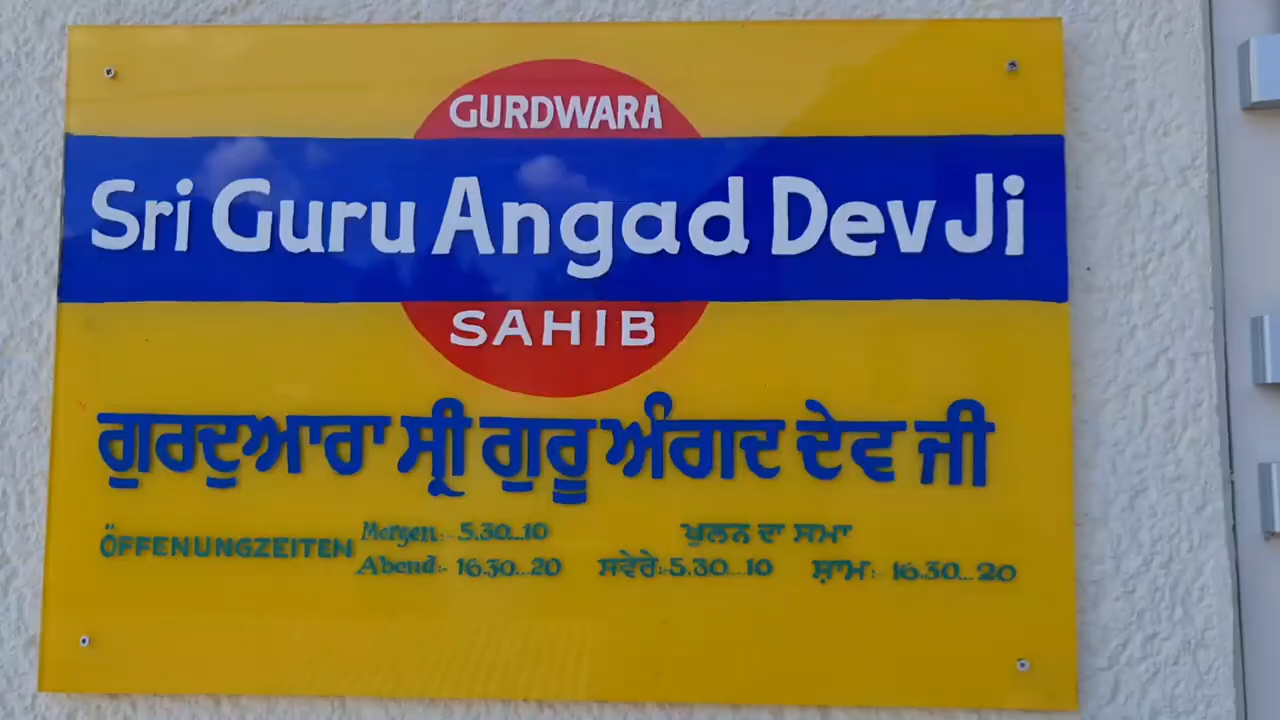 GURDWARA
Sri Guru Angad Dev Ji
SAHIB
ਗੁਰਦੁਆਰਾ ਸ੍ਰੀ ਗੁਰੂ ਅੰਗਦ ਦੇਵ ਜੀ
ÖFFENUNGZEITEN Morgen:- 5.30...10 ਖੁਲਨ ਦਾ ਸਮਾ
Abend:- 16.30...20 ਸਵੇਰੇ:-5.30...10 ਸ਼ਾਮ:- 16.30...20